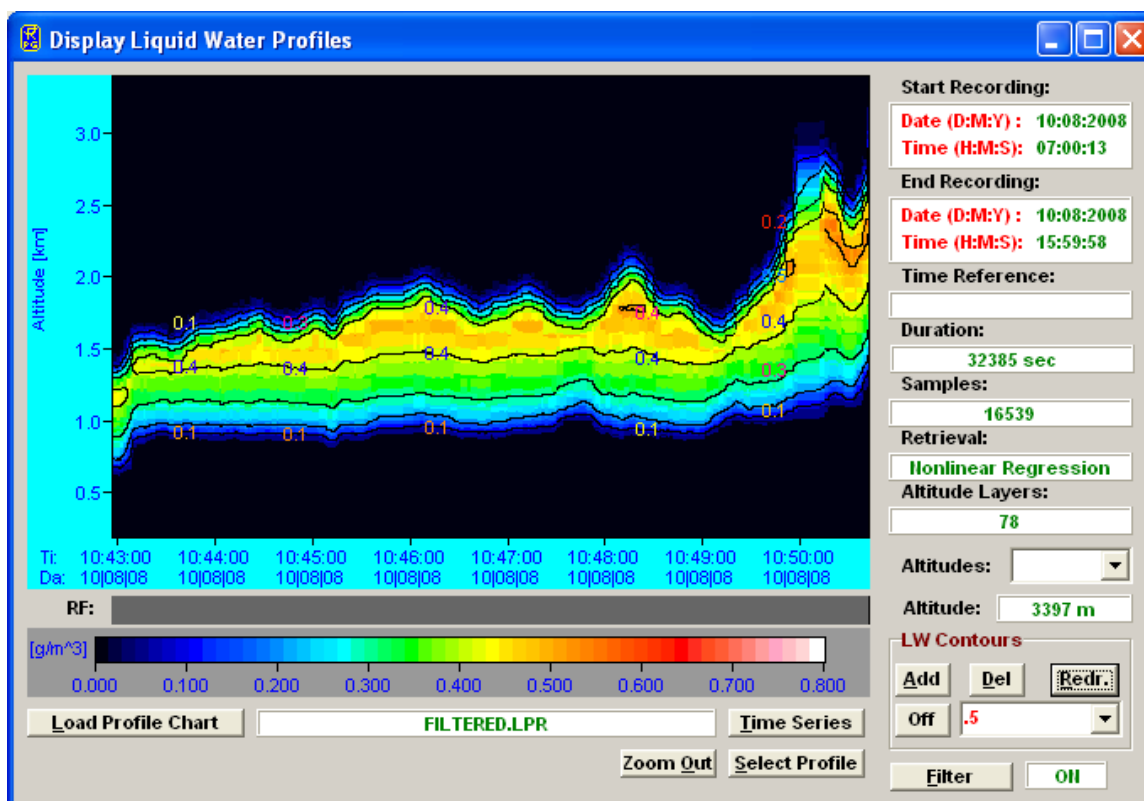 Display Liquid Water Profiles
Start Recording:
Date (D:M:Y) : 10:08:2008
Time (H:M:S): 07:00:13
End Recording:
Date (D:M:Y) : 10:08:2008
Time (H:M:S): 15:59:58
Time Reference:
Duration:
32385 sec
Samples:
16539
Retrieval:
Nonlinear Regression
Altitude Layers:
78
Altitudes:
Altitude: 3397 m
LW Contours
Add Del Redr.
Off .5
Filter ON
Altitude [km]
3.0
2.5
2.0
1.5
1.0
0.5
0.2
0.1 0.3 0.4 0.4 0.4
0.4 0.4 0.4 0.4 0.3
0.1 0.1 0.1 0.1 0.1
Ti: 10:43:00 10:44:00 10:45:00 10:46:00 10:47:00 10:48:00 10:49:00 10:50:00
Da: 10|08|08 10|08|08 10|08|08 10|08|08 10|08|08 10|08|08 10|08|08 10|08|08
RF:
[g/m^3]
0.000 0.100 0.200 0.300 0.400 0.500 0.600 0.700 0.800
Load Profile Chart FILTERED.LPR Time Series
Zoom Out Select Profile